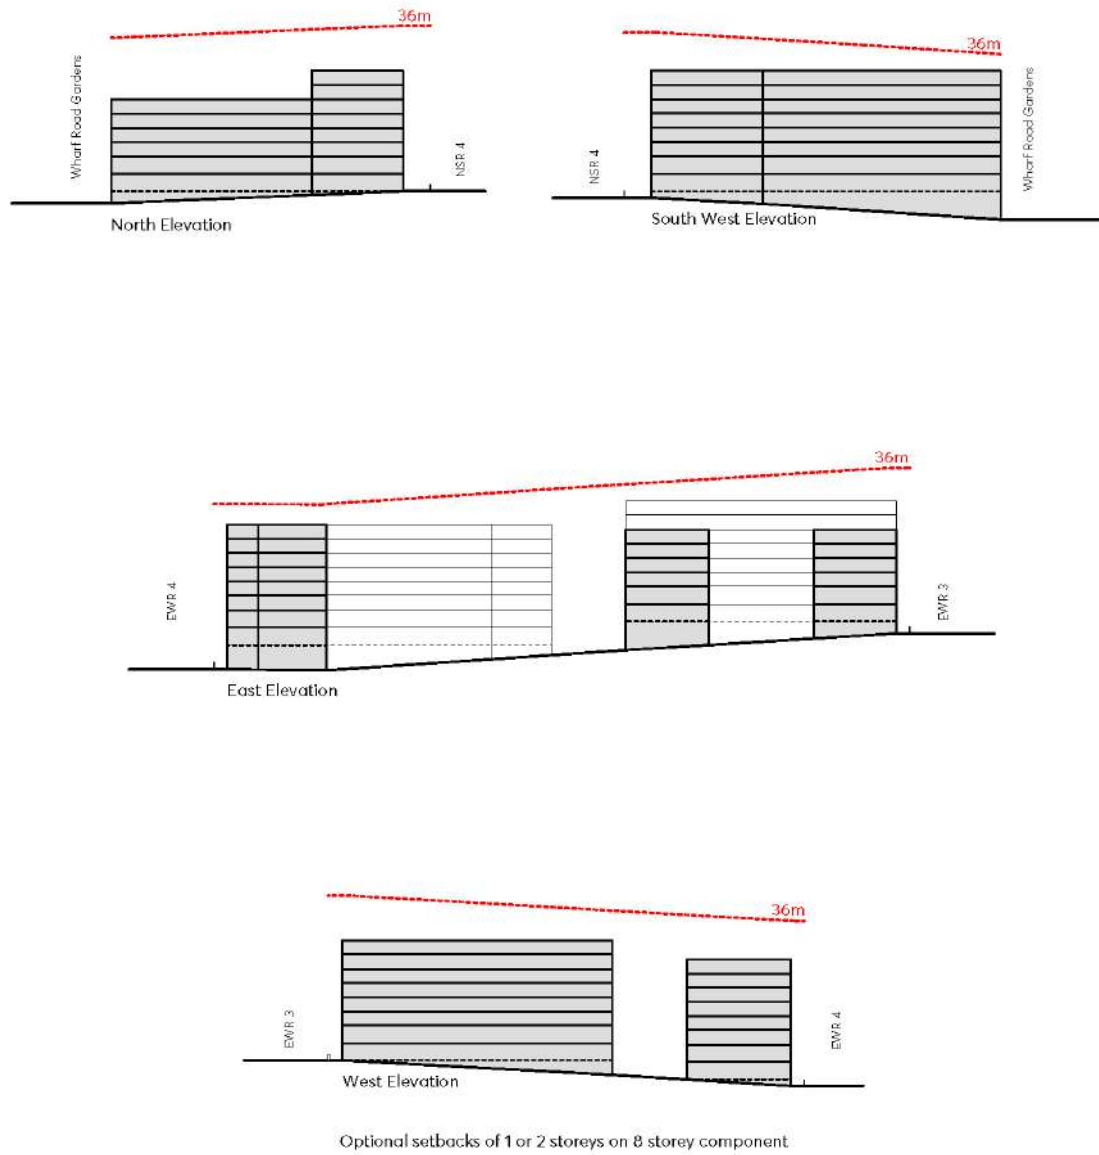 36m
Wharf Road Gardens
NSR 4
North Elevation
36m
NSR 4
Wharf Road Gardens
South West Elevation
36m
EWR 4
EWR 3
East Elevation
36m
EWR 3
EWR 4
West Elevation
Optional setbacks of 1 or 2 storeys on 8 storey component